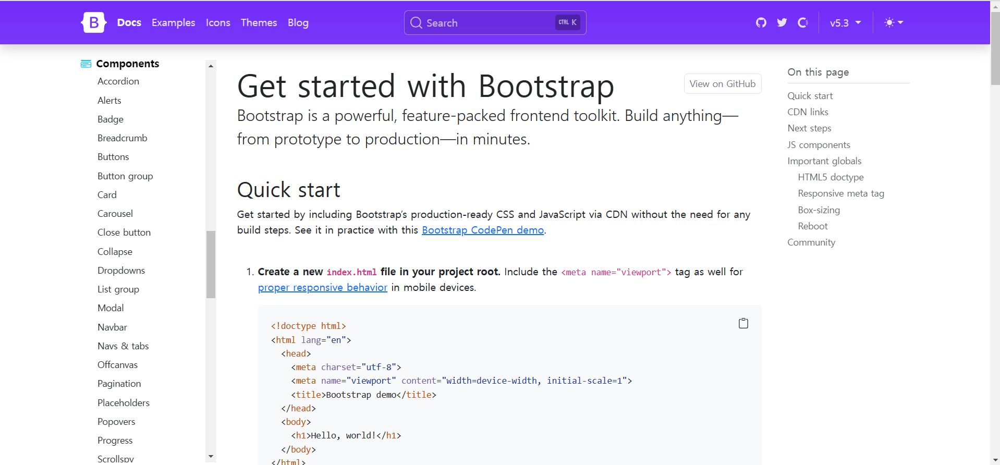 B Docs Examples Icons Themes Blog Search CTRL K v5.3
Components
Accordion
Alerts
Badge
Breadcrumb
Buttons
Button group
Card
Carousel
Close button
Collapse
Dropdowns
List group
Modal
Navbar
Navs & tabs
Offcanvas
Pagination
Placeholders
Popovers
Progress
Scrollspy
Get started with Bootstrap
View on GitHub
Bootstrap is a powerful, feature-packed frontend toolkit. Build anything—
from prototype to production—in minutes.
Quick start
Get started by including Bootstrap’s production-ready CSS and JavaScript via CDN without the need for any
build steps. See it in practice with this Bootstrap CodePen demo.
1. Create a new index.html file in your project root. Include the <meta name="viewport"> tag as well for
proper responsive behavior in mobile devices.
<!doctype html>
<html lang="en">
  <head>
    <meta charset="utf-8">
    <meta name="viewport" content="width=device-width, initial-scale=1">
    <title>Bootstrap demo</title>
  </head>
  <body>
    <h1>Hello, world!</h1>
  </body>
</html>
On this page
Quick start
CDN links
Next steps
JS components
Important globals
HTML5 doctype
Responsive meta tag
Box-sizing
Reboot
Community